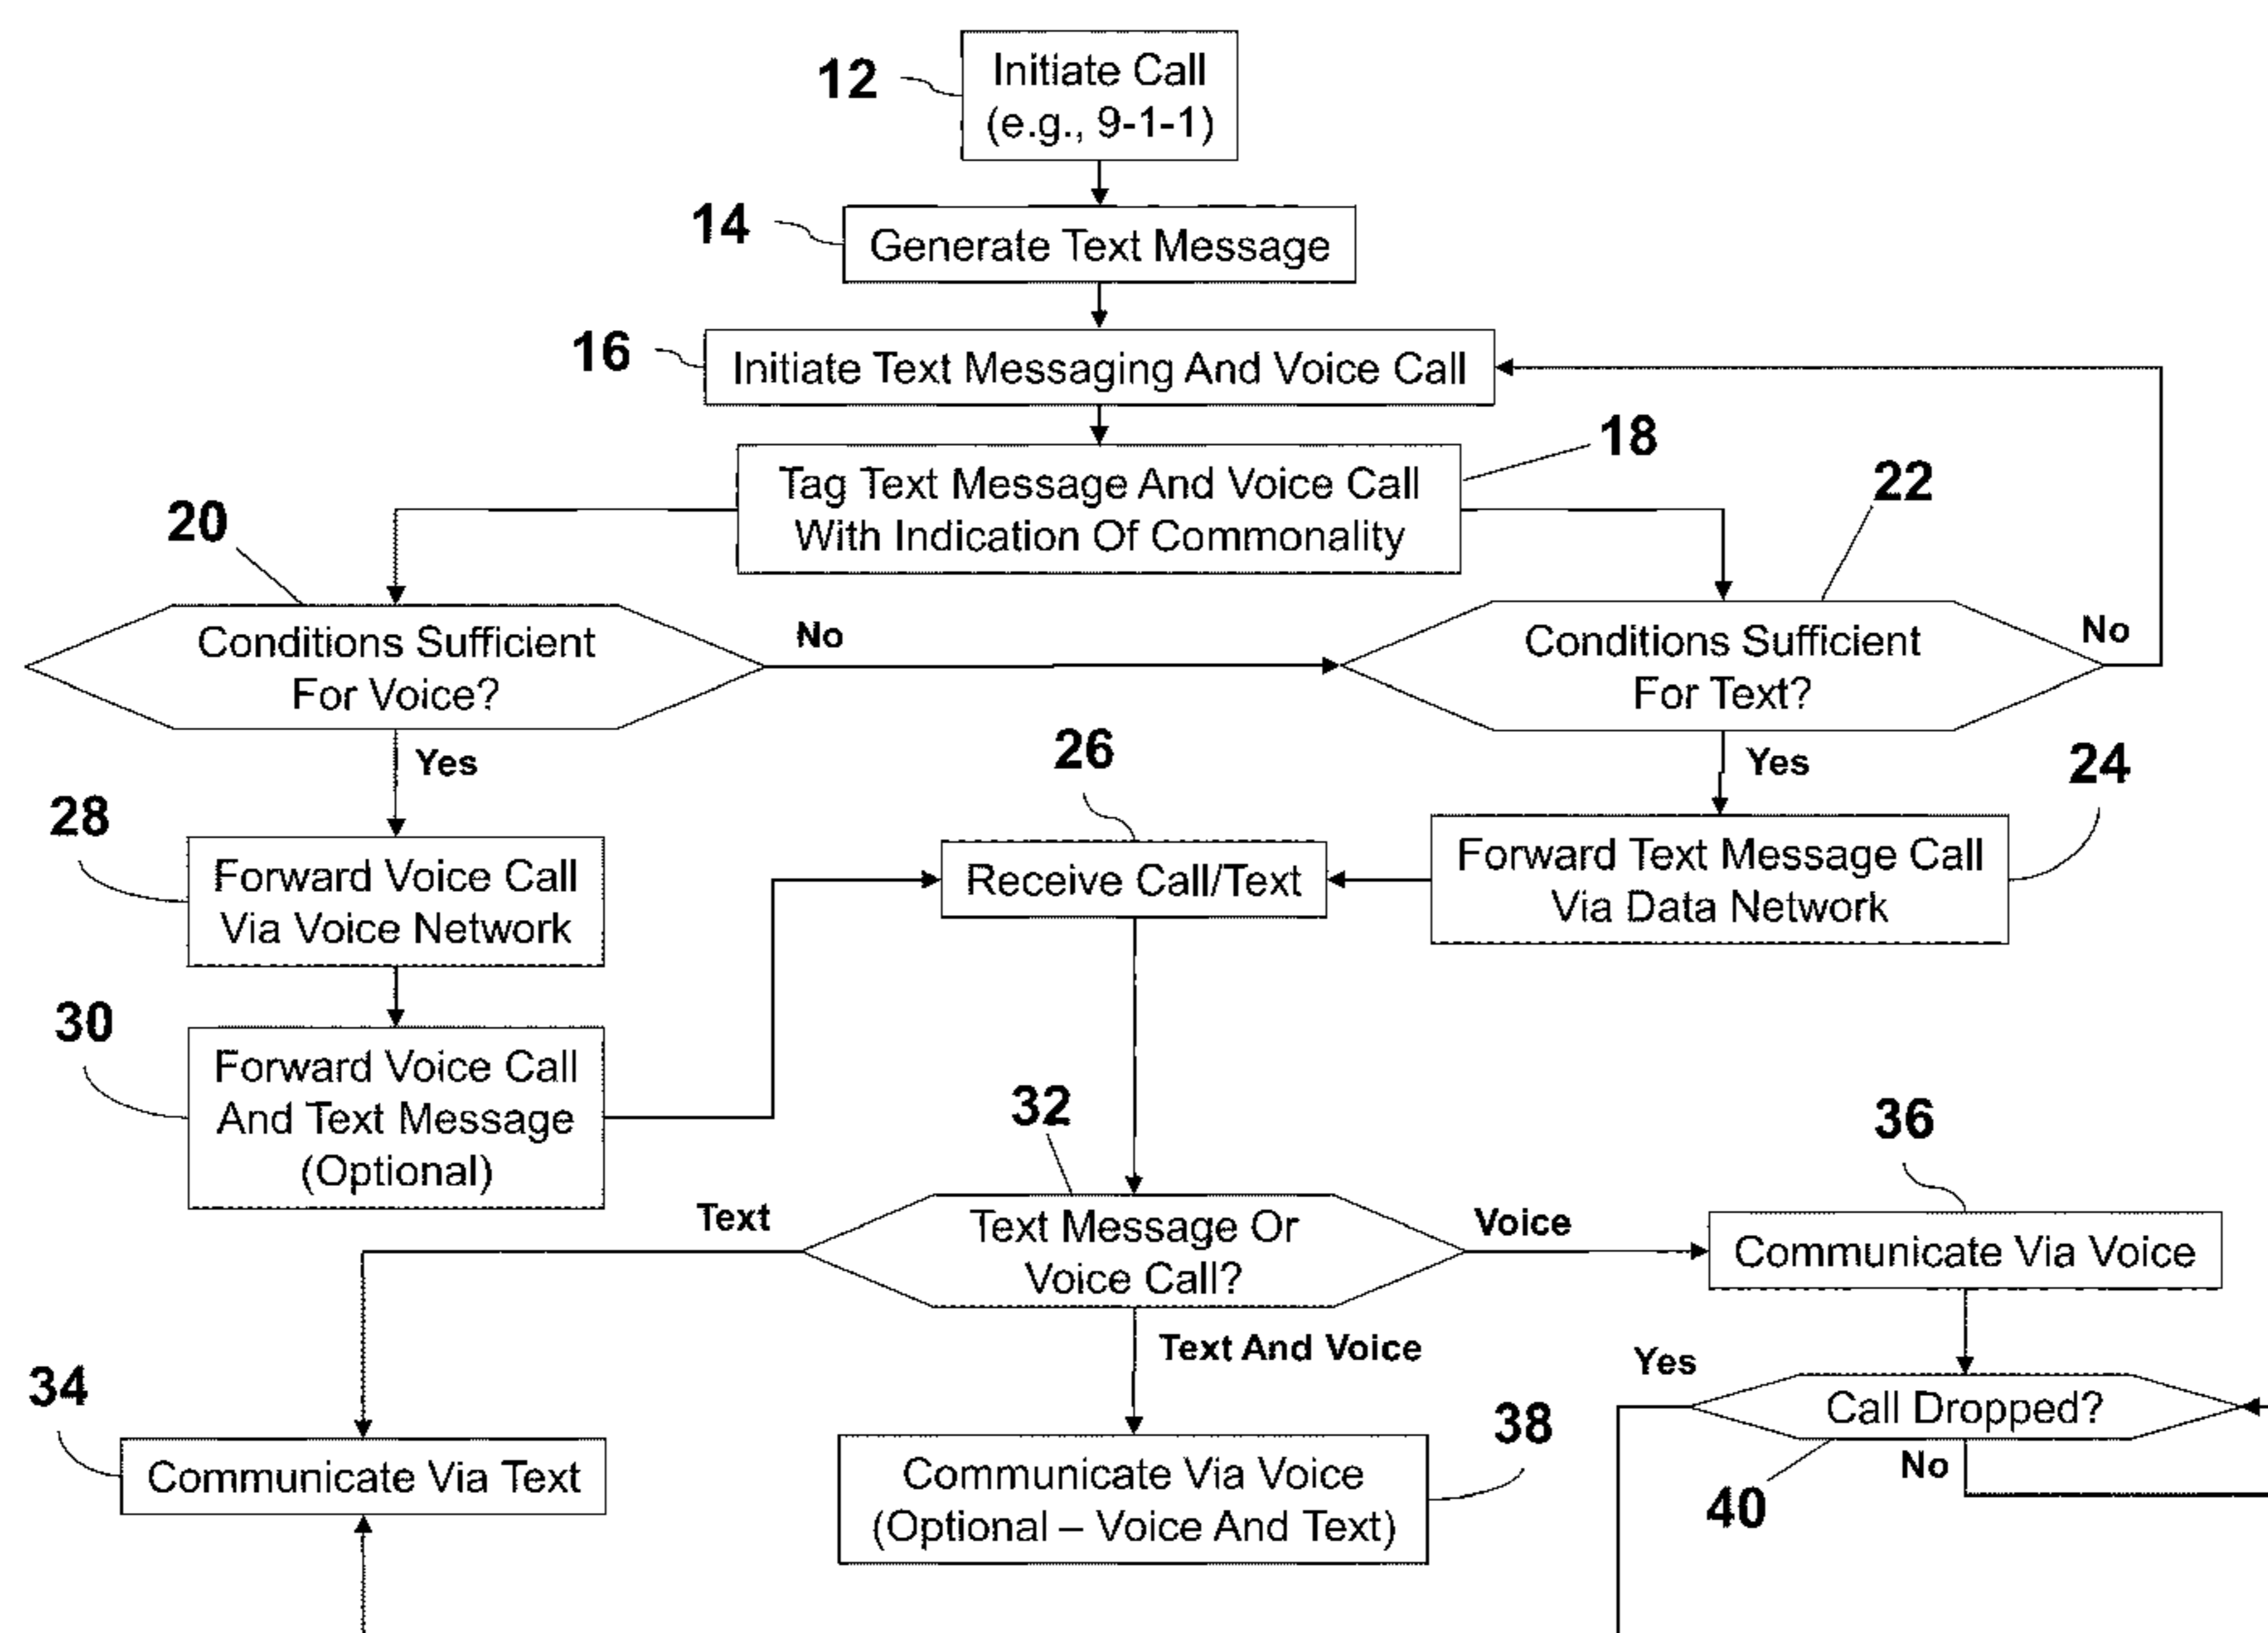 12
Initiate Call
(e.g., 9-1-1)
14
Generate Text Message
16
Initiate Text Messaging And Voice Call
18
Tag Text Message And Voice Call
With Indication Of Commonality
20
22
Conditions Sufficient
For Voice?
No
Conditions Sufficient
For Text?
No
Yes
Yes
26
24
28
Forward Voice Call
Via Voice Network
Receive Call/Text
Forward Text Message Call
Via Data Network
30
Forward Voice Call
And Text Message
(Optional)
32
36
Text
Text Message Or
Voice Call?
Voice
Communicate Via Voice
Text And Voice
Yes
34
Call Dropped?
38
No
40
Communicate Via Text
Communicate Via Voice
(Optional – Voice And Text)